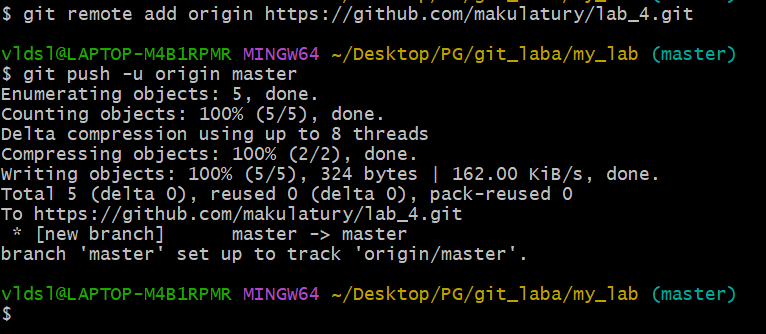 $ git remote add origin https://github.com/makulatury/lab_4.git
vldsl@LAPTOP-M4B1RPMR MINGW64 ~/Desktop/PG/git_laba/my_lab (master)
$ git push -u origin master
Enumerating objects: 5, done.
Counting objects: 100% (5/5), done.
Delta compression using up to 8 threads
Compressing objects: 100% (2/2), done.
Writing objects: 100% (5/5), 324 bytes | 162.00 KiB/s, done.
Total 5 (delta 0), reused 0 (delta 0), pack-reused 0
To https://github.com/makulatury/lab_4.git
 * [new branch]      master -> master
branch 'master' set up to track 'origin/master'.
vldsl@LAPTOP-M4B1RPMR MINGW64 ~/Desktop/PG/git_laba/my_lab (master)
$